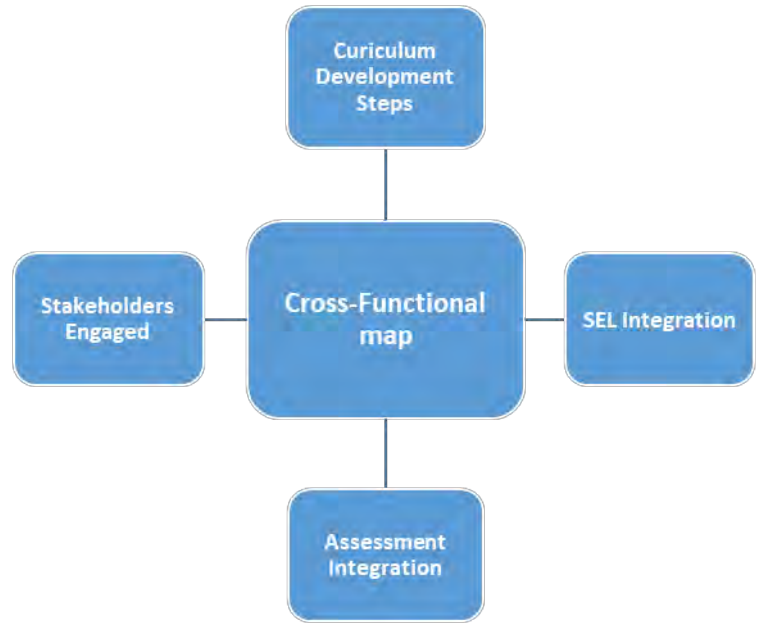 Curiculum
Development
Steps
Stakeholders
Engaged
Cross-Functional
map
SEL Integration
Assessment
Integration